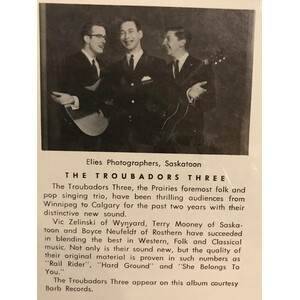 Elies Photographers, Saskatoon
THE TROUBADORS THREE
The Troubadors Three, the Prairies foremost folk and
pop singing trio, have been thrilling audiences from
Winnipeg to Calgary for the past two years with their
distinctive new sound.
Vic Zelinski of Wynyard, Terry Mooney of Saska-
toon and Boyce Neufeldt of Rosthern have succeeded
in blending the best in Western, Folk and Classical
music. Not only is their sound new, but the quality of
their original material is proven in such numbers as
"Rail Rider", "Hard Ground" and "She Belongs To
You."
The Troubadors Three appear on this album courtesy
Barb Records.